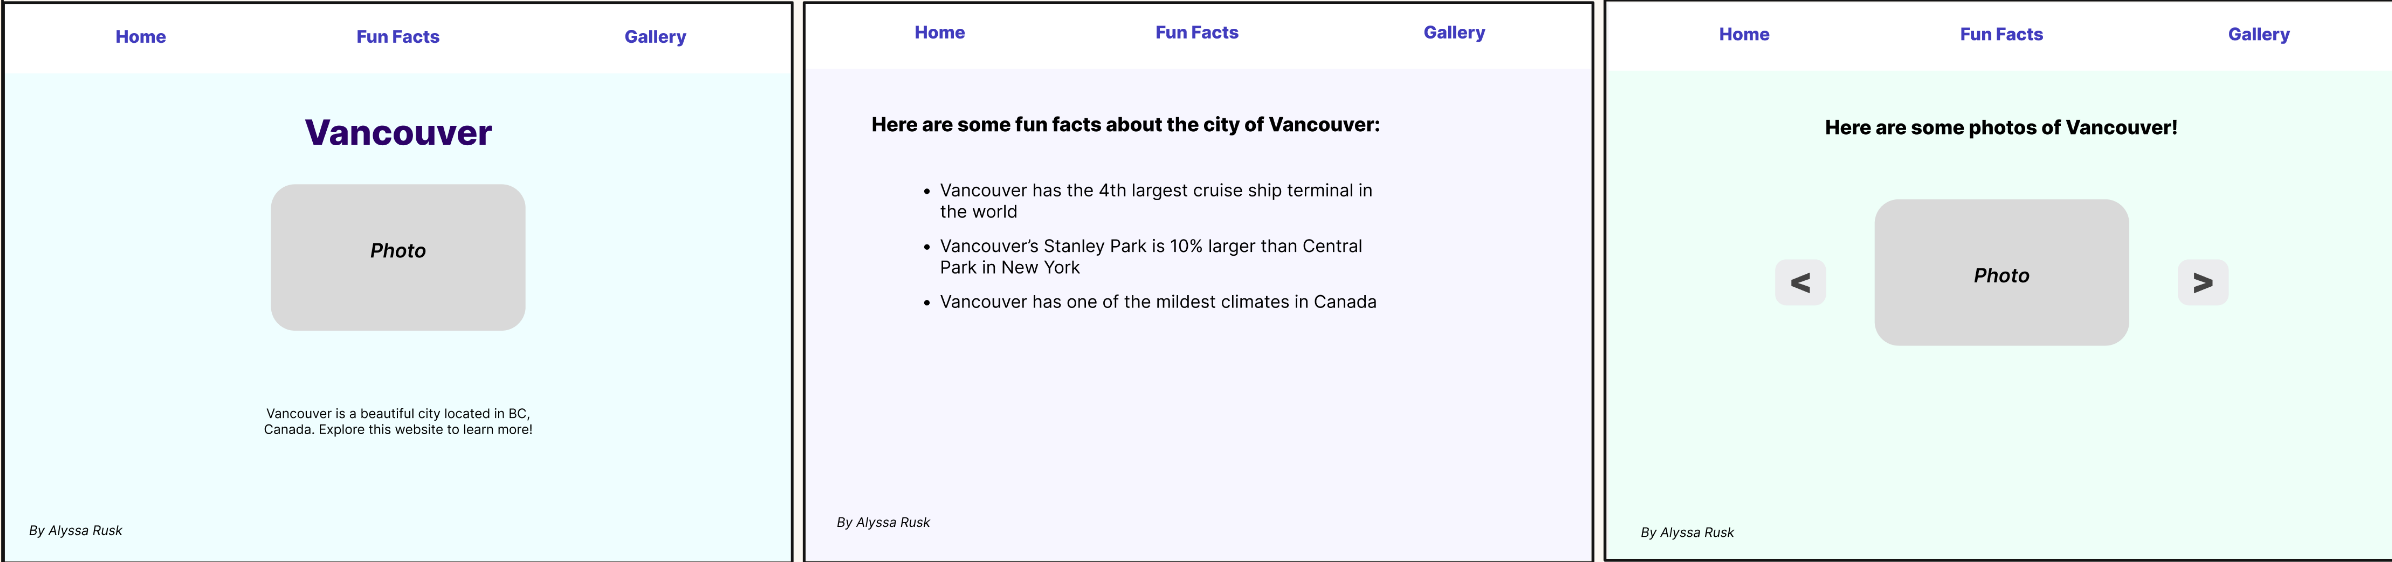 Home Fun Facts Gallery
Vancouver
Photo
Vancouver is a beautiful city located in BC,
Canada. Explore this website to learn more!
By Alyssa Rusk
Home Fun Facts Gallery
Here are some fun facts about the city of Vancouver:
• Vancouver has the 4th largest cruise ship terminal in
the world
• Vancouver’s Stanley Park is 10% larger than Central
Park in New York
• Vancouver has one of the mildest climates in Canada
By Alyssa Rusk
Home Fun Facts Gallery
Here are some photos of Vancouver!
< Photo >
By Alyssa Rusk